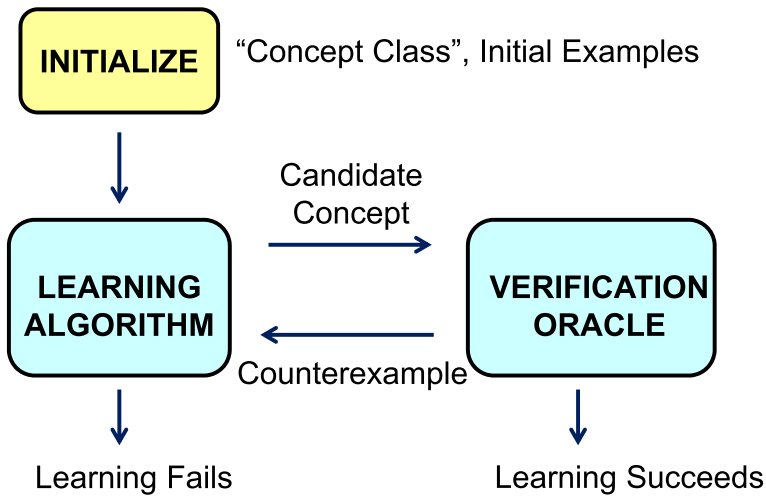 INITIALIZE
“Concept Class”, Initial Examples
Candidate
Concept
LEARNING
ALGORITHM
VERIFICATION
ORACLE
Counterexample
Learning Fails
Learning Succeeds